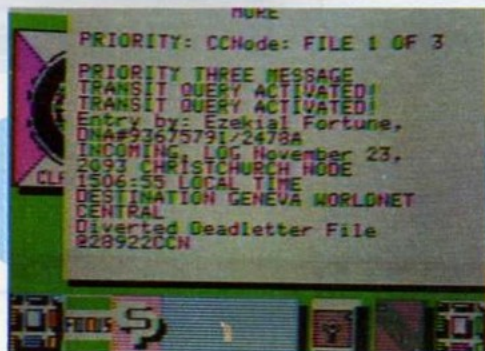 MORE
PRIORITY: CCNode: FILE 1 OF 3
PRIORITY THREE MESSAGE
TRANSIT QUERY ACTIVATED!
TRANSIT QUERY ACTIVATED!
Entry by: Ezekial Fortune,
DNA#93675791/2478A
INCOMING, LOG November 23,
2093 CHRISTCHURCH NODE
1506:55 LOCAL TIME
DESTINATION GENEVA WORLDNET
CENTRAL
Diverted Deadletter File
@28922CCN
FOCUS